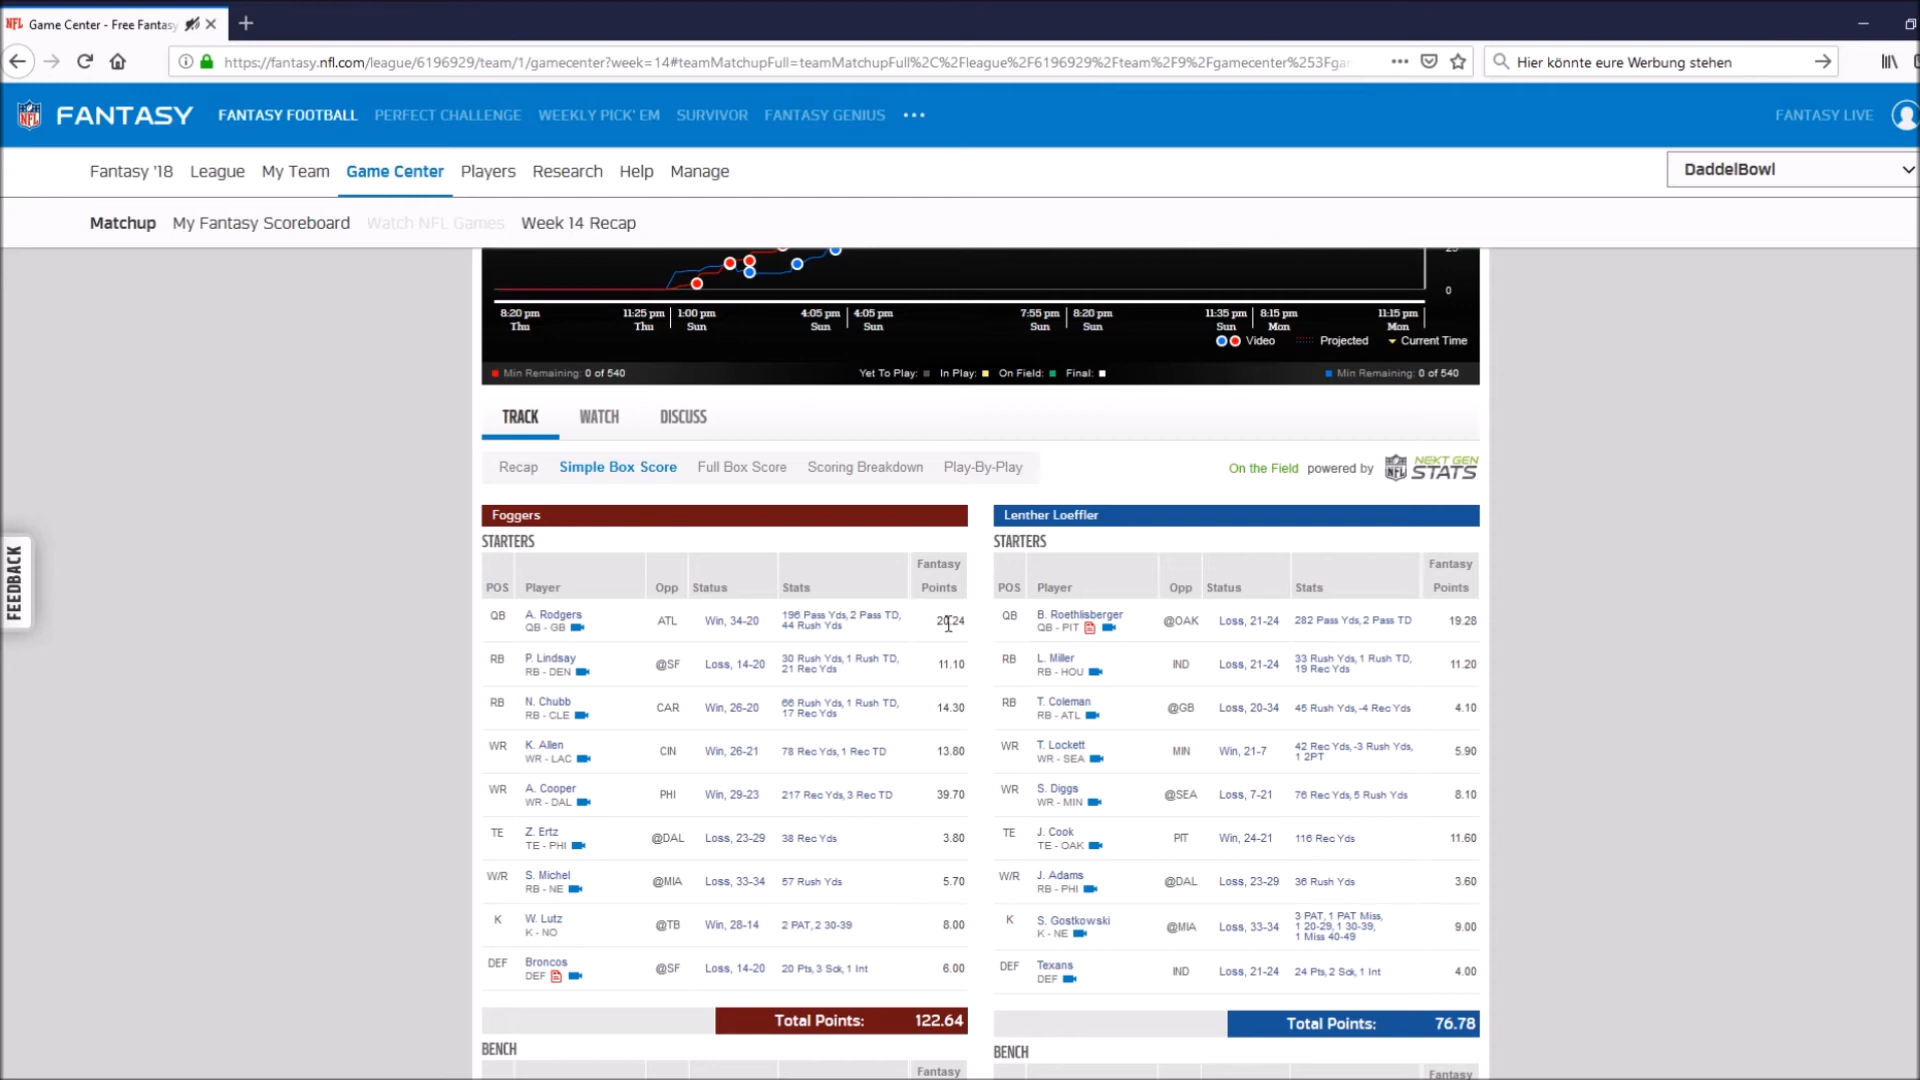 Game Center - Free Fantasy
https://fantasy.nfl.com/league/6196929/team/1/gamecenter?week=14#teamMatchupFull=teamMatchupFull%2C%2Fleague%2F6196929%2Fteam%2F9%2Fgamecenter%253Fga
Hier könnte eure Werbung stehen
NFL FANTASY FANTASY FOOTBALL PERFECT CHALLENGE WEEKLY PICK' EM SURVIVOR FANTASY GENIUS ••• FANTASY LIVE
Fantasy '18 League My Team Game Center Players Research Help Manage DaddelBowl
Matchup My Fantasy Scoreboard Watch NFL Games Week 14 Recap
0
8:20 pm 11:25 pm 1:00 pm 4:05 pm 4:05 pm 7:55 pm 8:20 pm 11:35 pm 8:15 pm 11:15 pm
Thu Thu Sun Sun Sun Sun Sun Sun Mon Mon
Video Projected Current Time
Min Remaining: 0 of 540 Yet To Play: In Play: On Field: Final: Min Remaining: 0 of 540
TRACK WATCH DISCUSS
Recap Simple Box Score Full Box Score Scoring Breakdown Play-By-Play On the Field powered by NFL NEXT GEN STATS
FEEDBACK
Foggers
STARTERS
POS Player Opp Status Stats Fantasy Points
QB A. Rodgers ATL Win, 34-20 196 Pass Yds, 2 Pass TD, 20.24
QB - GB 44 Rush Yds
RB P. Lindsay @SF Loss, 14-20 30 Rush Yds, 1 Rush TD, 11.10
RB - DEN 21 Rec Yds
RB N. Chubb CAR Win, 26-20 66 Rush Yds, 1 Rush TD, 14.30
RB - CLE 17 Rec Yds
WR K. Allen CIN Win, 26-21 78 Rec Yds, 1 Rec TD 13.80
WR - LAC
WR A. Cooper PHI Win, 29-23 217 Rec Yds, 3 Rec TD 39.70
WR - DAL
TE Z. Ertz @DAL Loss, 23-29 38 Rec Yds 3.80
TE - PHI
W/R S. Michel @MIA Loss, 33-34 57 Rush Yds 5.70
RB - NE
K W. Lutz @TB Win, 28-14 2 PAT, 2 30-39 8.00
K - NO
DEF Broncos @SF Loss, 14-20 20 Pts, 3 Sck, 1 Int 6.00
DEF
Total Points: 122.64
BENCH
Fantasy
Lenther Loeffler
STARTERS
POS Player Opp Status Stats Fantasy Points
QB B. Roethlisberger @OAK Loss, 21-24 282 Pass Yds, 2 Pass TD 19.28
QB - PIT
RB L. Miller IND Loss, 21-24 33 Rush Yds, 1 Rush TD, 11.20
RB - HOU 19 Rec Yds
RB T. Coleman @GB Loss, 20-34 45 Rush Yds, -4 Rec Yds 4.10
RB - ATL
WR T. Lockett MIN Win, 21-7 42 Rec Yds, -3 Rush Yds, 5.90
WR - SEA 1 2PT
WR S. Diggs @SEA Loss, 7-21 76 Rec Yds, 5 Rush Yds 8.10
WR - MIN
TE J. Cook PIT Win, 24-21 116 Rec Yds 11.60
TE - OAK
W/R J. Adams @DAL Loss, 23-29 36 Rush Yds 3.60
RB - PHI
K S. Gostkowski @MIA Loss, 33-34 3 PAT, 1 PAT Miss, 9.00
K - NE 1 20-29, 1 30-39,
1 Miss 40-49
DEF Texans IND Loss, 21-24 24 Pts, 2 Sck, 1 Int 4.00
DEF
Total Points: 76.78
BENCH
Fantasy